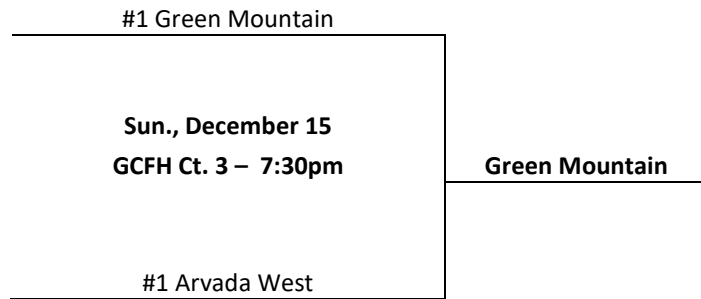 #1 Green Mountain
Sun., December 15
GCFH Ct. 3 – 7:30pm
Green Mountain
#1 Arvada West